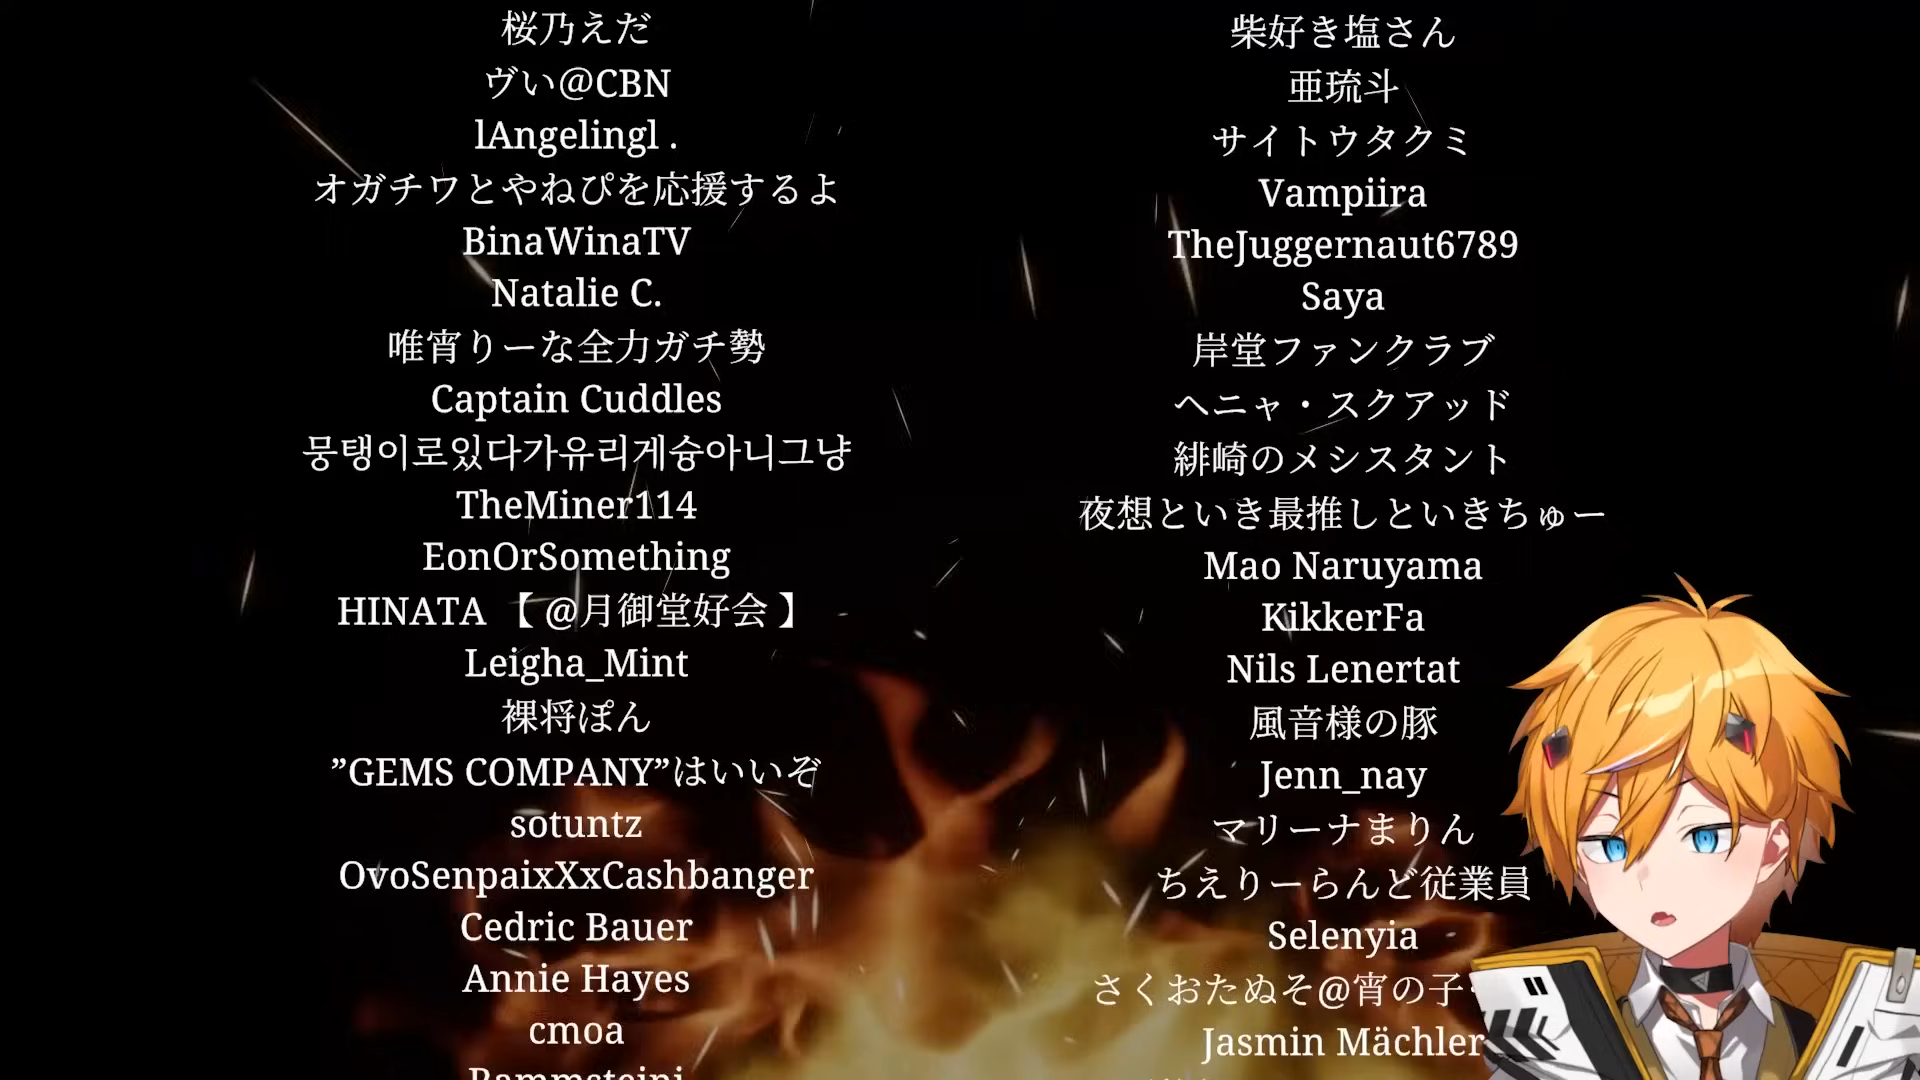 桜乃えだ
ヴい@CBN
lAngelingl .
オガチワとやねぴを応援するよ
BinaWinaTV
Natalie C.
唯宵りーな全力ガチ勢
Captain Cuddles
뭉탱이로있다가유리게슝아니그냥
TheMiner114
EonOrSomething
HINATA 【 @月御堂好会 】
Leigha_Mint
裸将ぽん
”GEMS COMPANY”はいいぞ
sotuntz
OvoSenpaixXxCashbanger
Cedric Bauer
Annie Hayes
cmoa
Rammsteini
柴好き塩さん
亜琉斗
サイトウタクミ
Vampiira
TheJuggernaut6789
Saya
岸堂ファンクラブ
ヘニャ・スクアッド
緋崎のメシスタント
夜想といき最推しといきちゅー
Mao Naruyama
KikkerFa
Nils Lenertat
風音様の豚
Jenn_nay
マリーナまりん
ちえりーらんど従業員
Selenyia
さくおたぬそ@宵の子
Jasmin Mächler